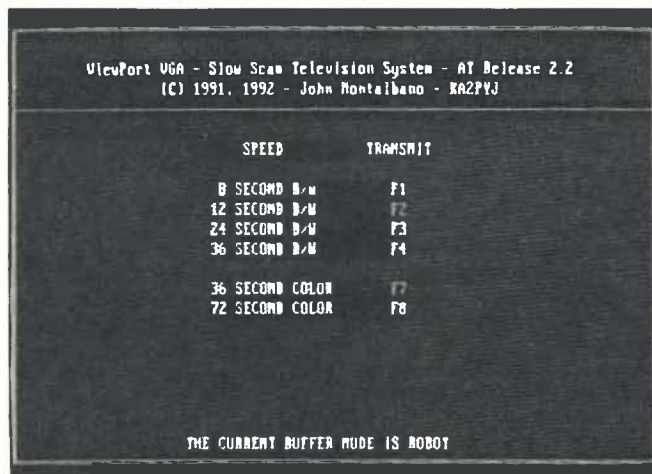 ViewPort VGA - Slow Scan Television System - AT Release 2.2
(C) 1991, 1992 - John Montalbano - KA2PYJ
SPEED TRANSMIT
8 SECOND B/W F1
12 SECOND B/W F2
24 SECOND B/W F3
36 SECOND B/W F4
36 SECOND COLOR F7
72 SECOND COLOR F8
THE CURRENT BUFFER MODE IS ROBOT